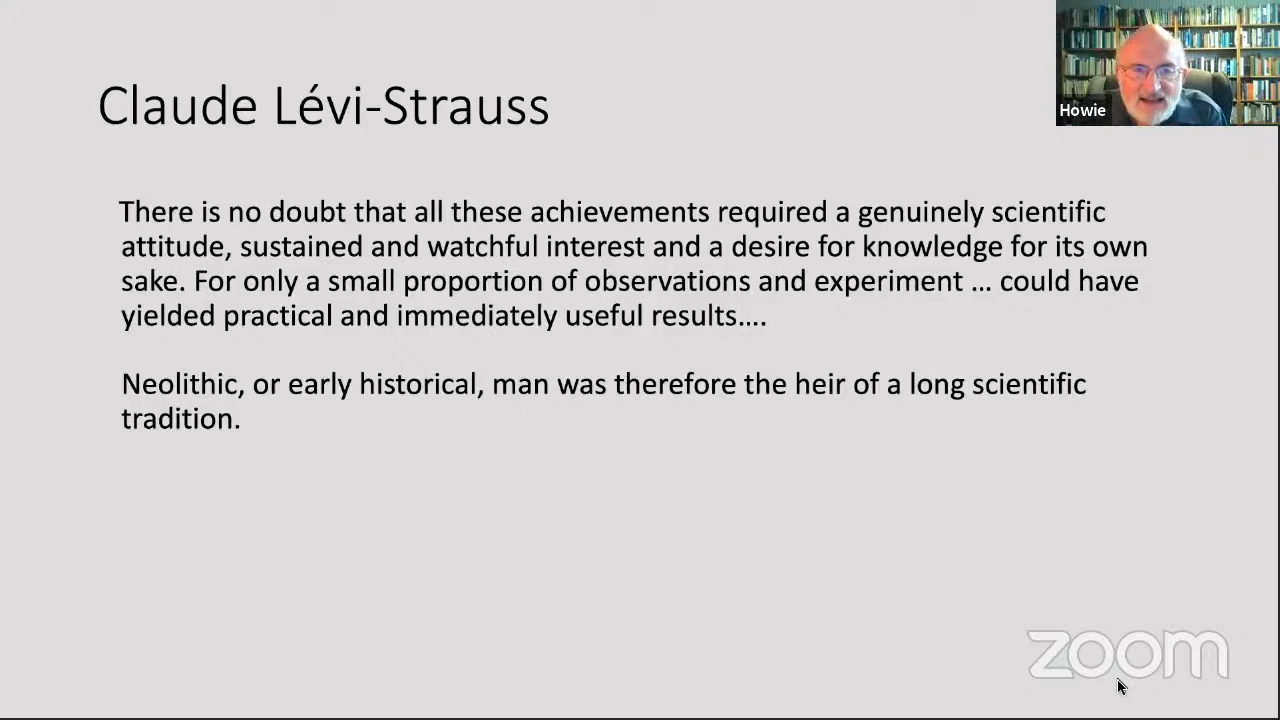 Claude Lévi-Strauss
Howie
There is no doubt that all these achievements required a genuinely scientific
attitude, sustained and watchful interest and a desire for knowledge for its own
sake. For only a small proportion of observations and experiment ... could have
yielded practical and immediately useful results....
Neolithic, or early historical, man was therefore the heir of a long scientific
tradition.
zoom